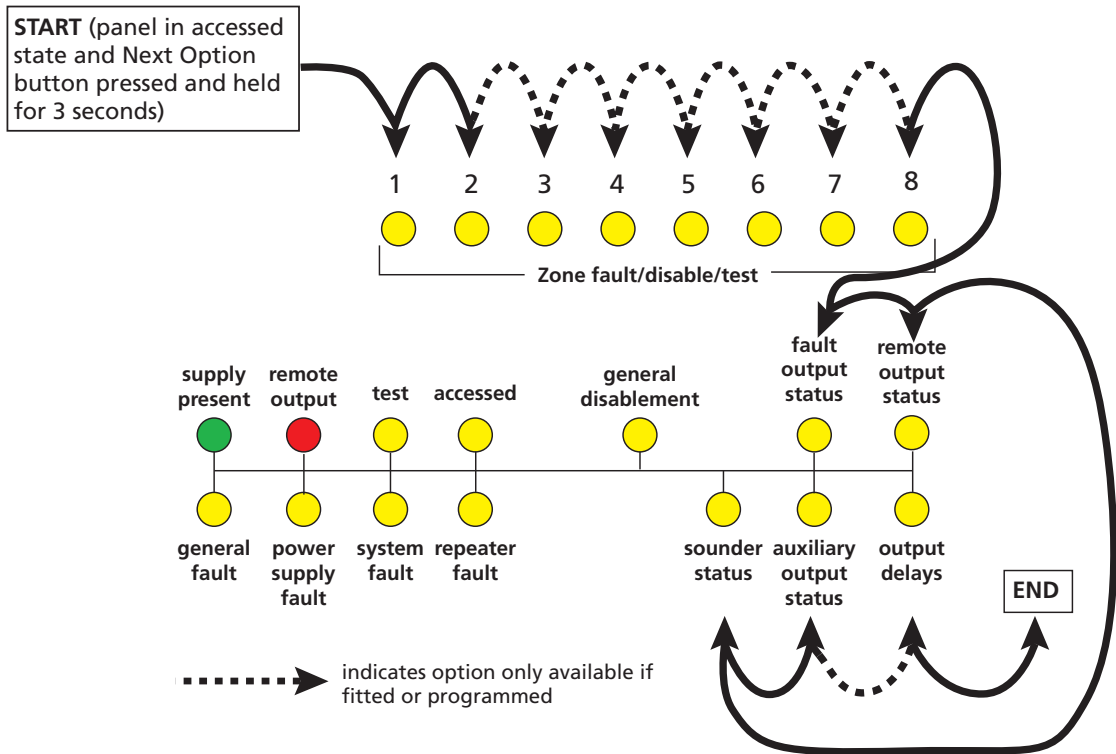 START (panel in accessed
state and Next Option
button pressed and held
for 3 seconds)
1 2 3 4 5 6 7 8
Zone fault/disable/test
supply
present
remote
output
test
accessed
general
disablement
fault
output
status
remote
output
status
general
fault
power
supply
fault
system
fault
repeater
fault
sounder
status
auxiliary
output
status
output
delays
END
indicates option only available if
fitted or programmed